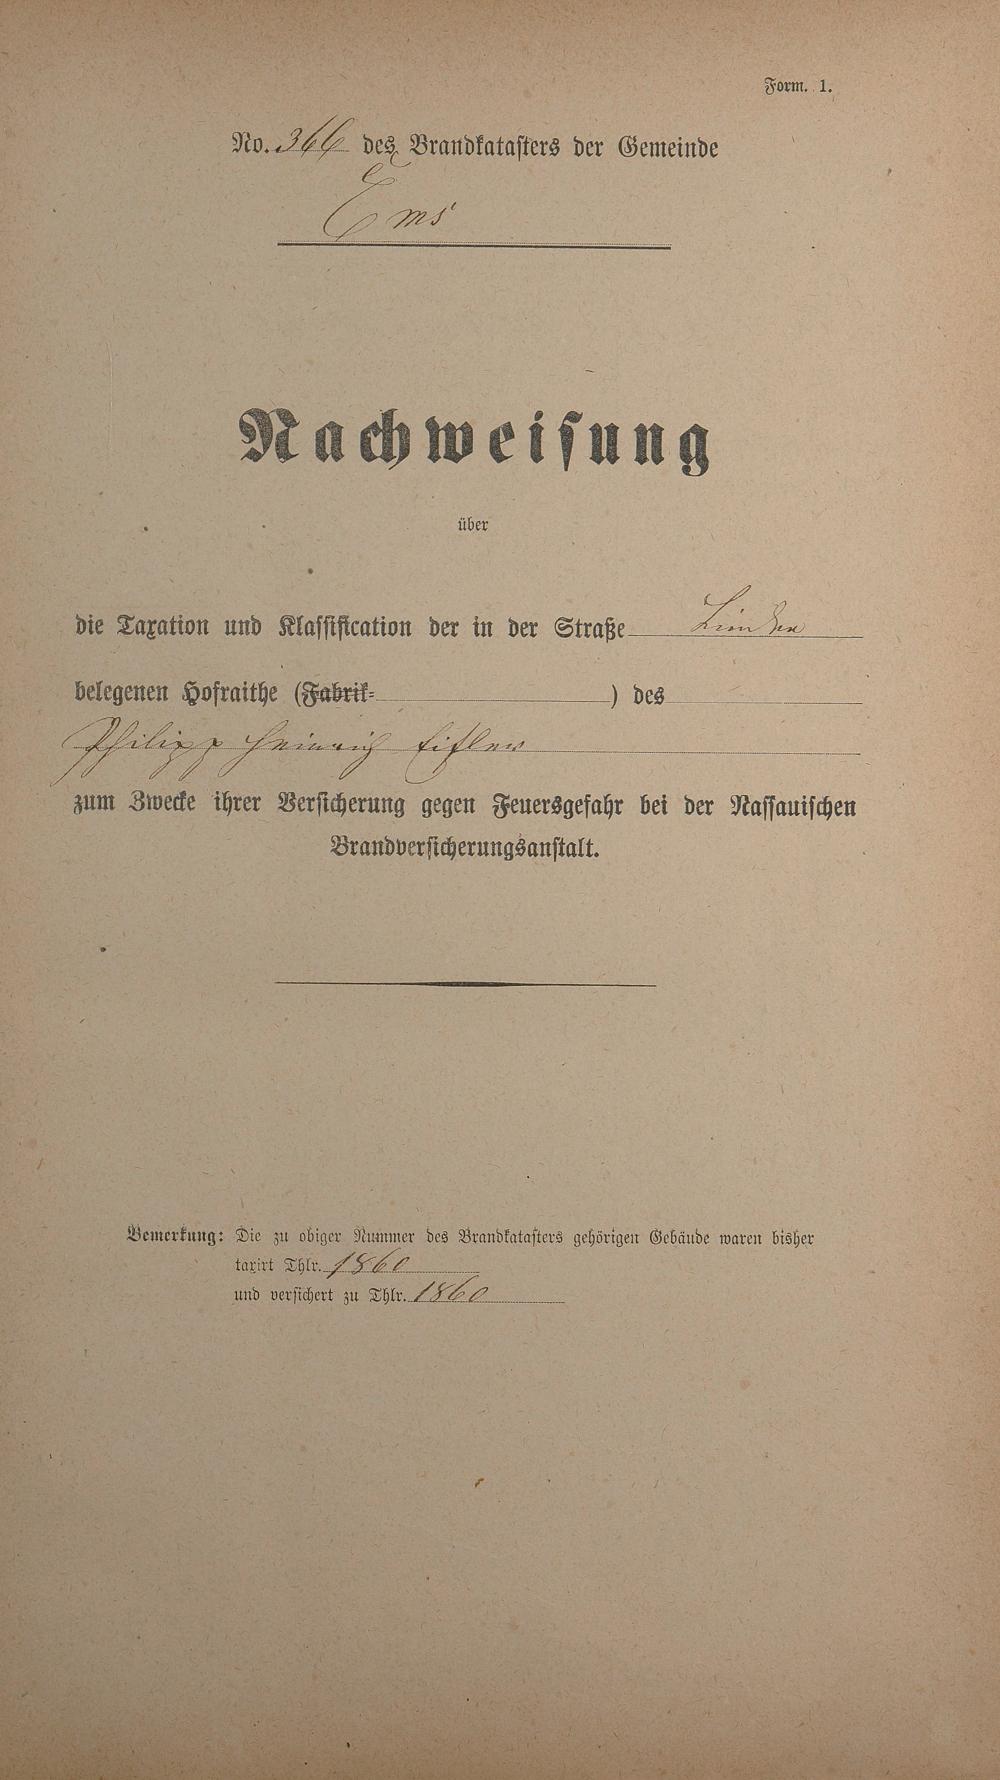 Form. 1.
No. 366 des Brandkatasters der Gemeinde
Ems
Nachweisung
über
die Taxation und Klassification der in der Straße Linden
belegenen Hofraithe (Fabrik= ) des
Philipp Heinrich Eisler
zum Zwecke ihrer Versicherung gegen Feuersgefahr bei der Nassauischen
Brandversicherungsanstalt.
Bemerkung: Die zu obiger Nummer des Brandkatasters gehörigen Gebäude waren bisher
taxirt Thlr. 1860
und versichert zu Thlr. 1860